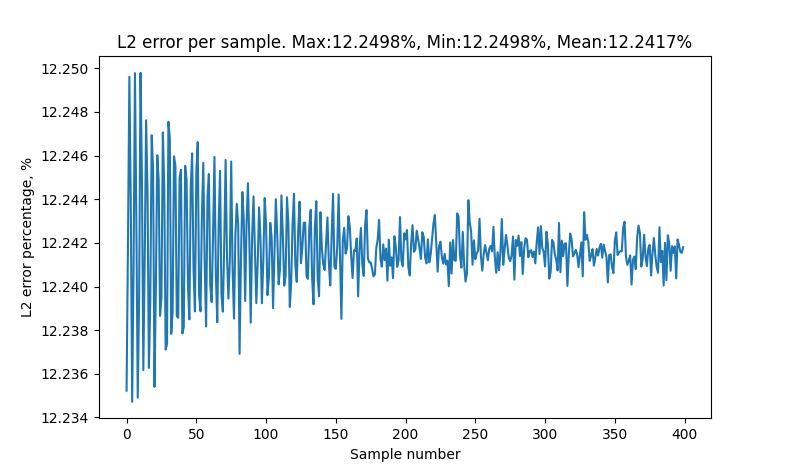 L2 error per sample. Max:12.2498%, Min:12.2498%, Mean:12.2417%
L2 error percentage, %
12.250
12.248
12.246
12.244
12.242
12.240
12.238
12.236
12.234
0 50 100 150 200 250 300 350 400
Sample number